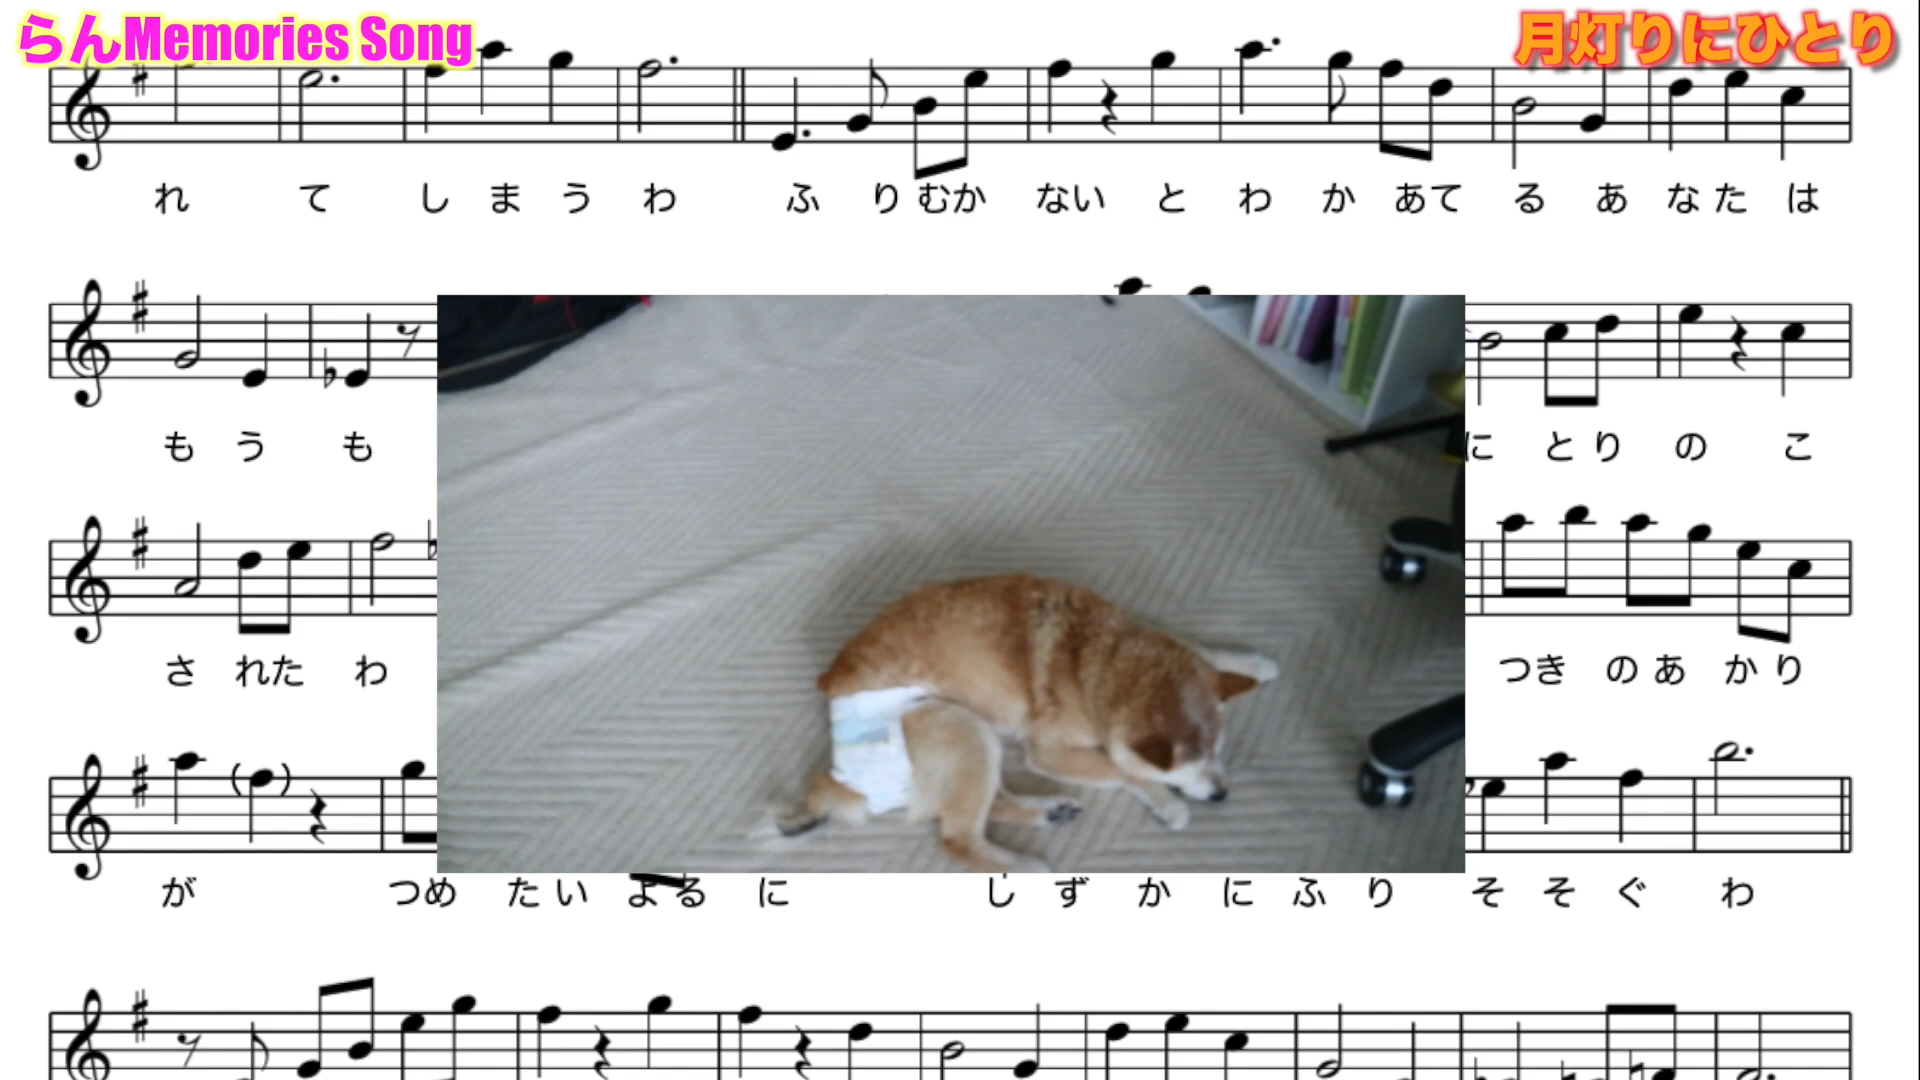 らんMemories Song
月灯りにひとり
れ て し ま う わ ふ り むか ない と わ か あて る あ な た は
もう も に と り の こ
さ れた わ つき の あ か り
が つめ た い よ る に し ず か に ふ り そ そ ぐ わ